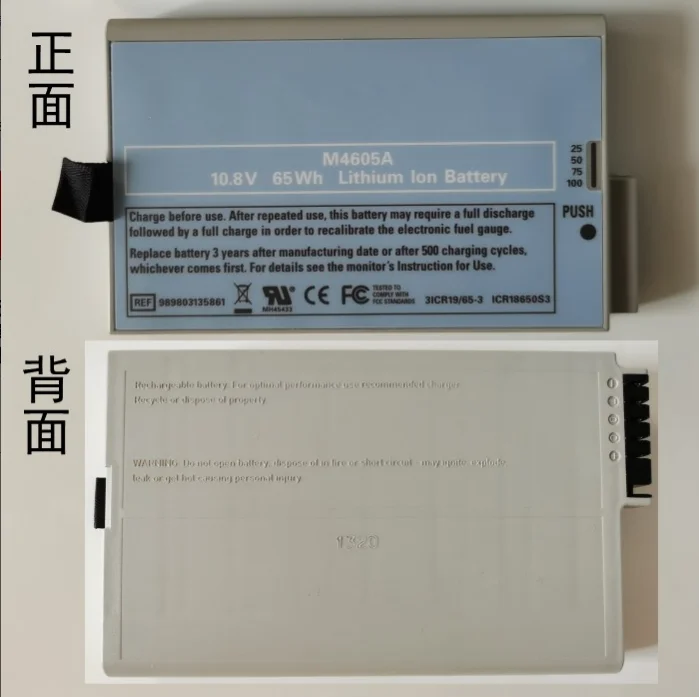 正面
M4605A
10.8V 65Wh Lithium Ion Battery
25
50
75
100
PUSH
Charge before use. After repeated use, this battery may require a full discharge
followed by a full charge in order to recalibrate the electronic fuel gauge.
Replace battery 3 years after manufacturing date or after 500 charging cycles,
whichever comes first. For details see the monitor's Instruction for Use.
REF 989803135861
MH45433
CE
FC
TESTED TO
COMPLY WITH
FCC STANDARDS
3ICR19/65-3 ICR18650S3
背面
Rechargeable battery. For optimal performance use recommended charger.
Recycle or dispose of properly.
WARNING: Do not open battery, dispose of in fire or short circuit - may ignite, explode,
leak or get hot causing personal injury.